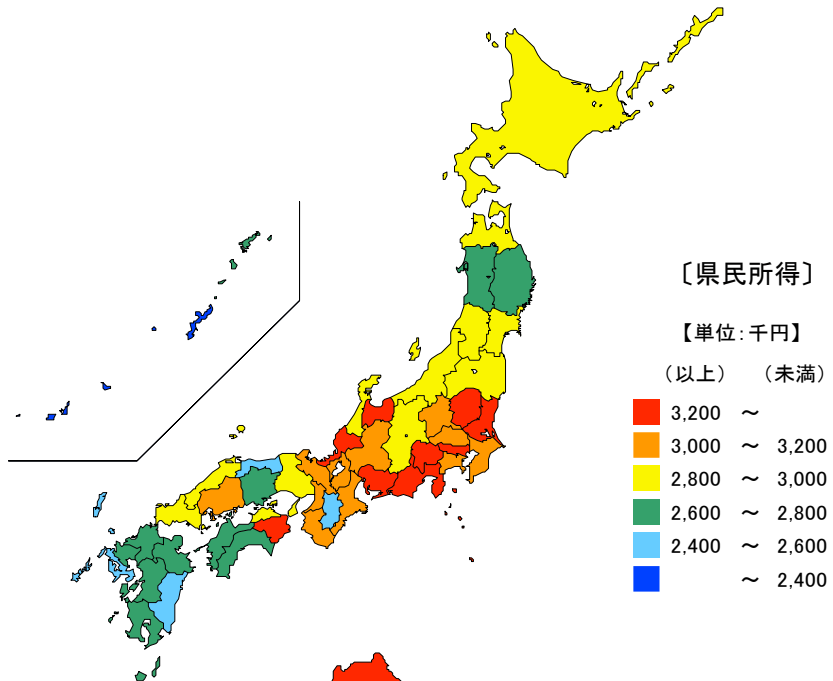 〔県民所得〕
【単位:千円】
（以上） （未満）
3,200 ～
3,000 ～ 3,200
2,800 ～ 3,000
2,600 ～ 2,800
2,400 ～ 2,600
～ 2,400